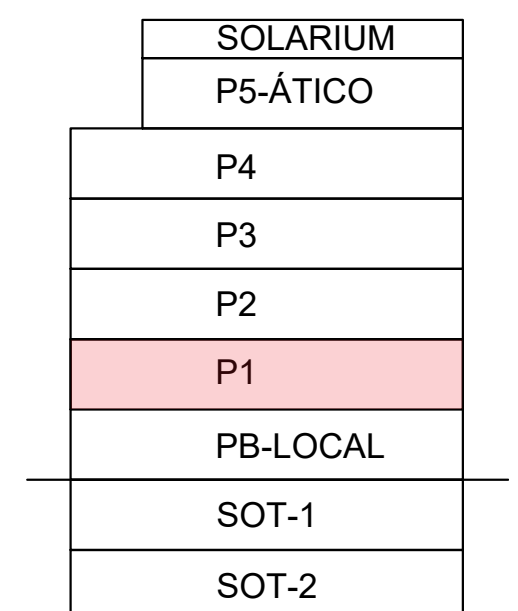 SOLARIUM
P5-ÁTICO
P4
P3
P2
P1
PB-LOCAL
SOT-1
SOT-2